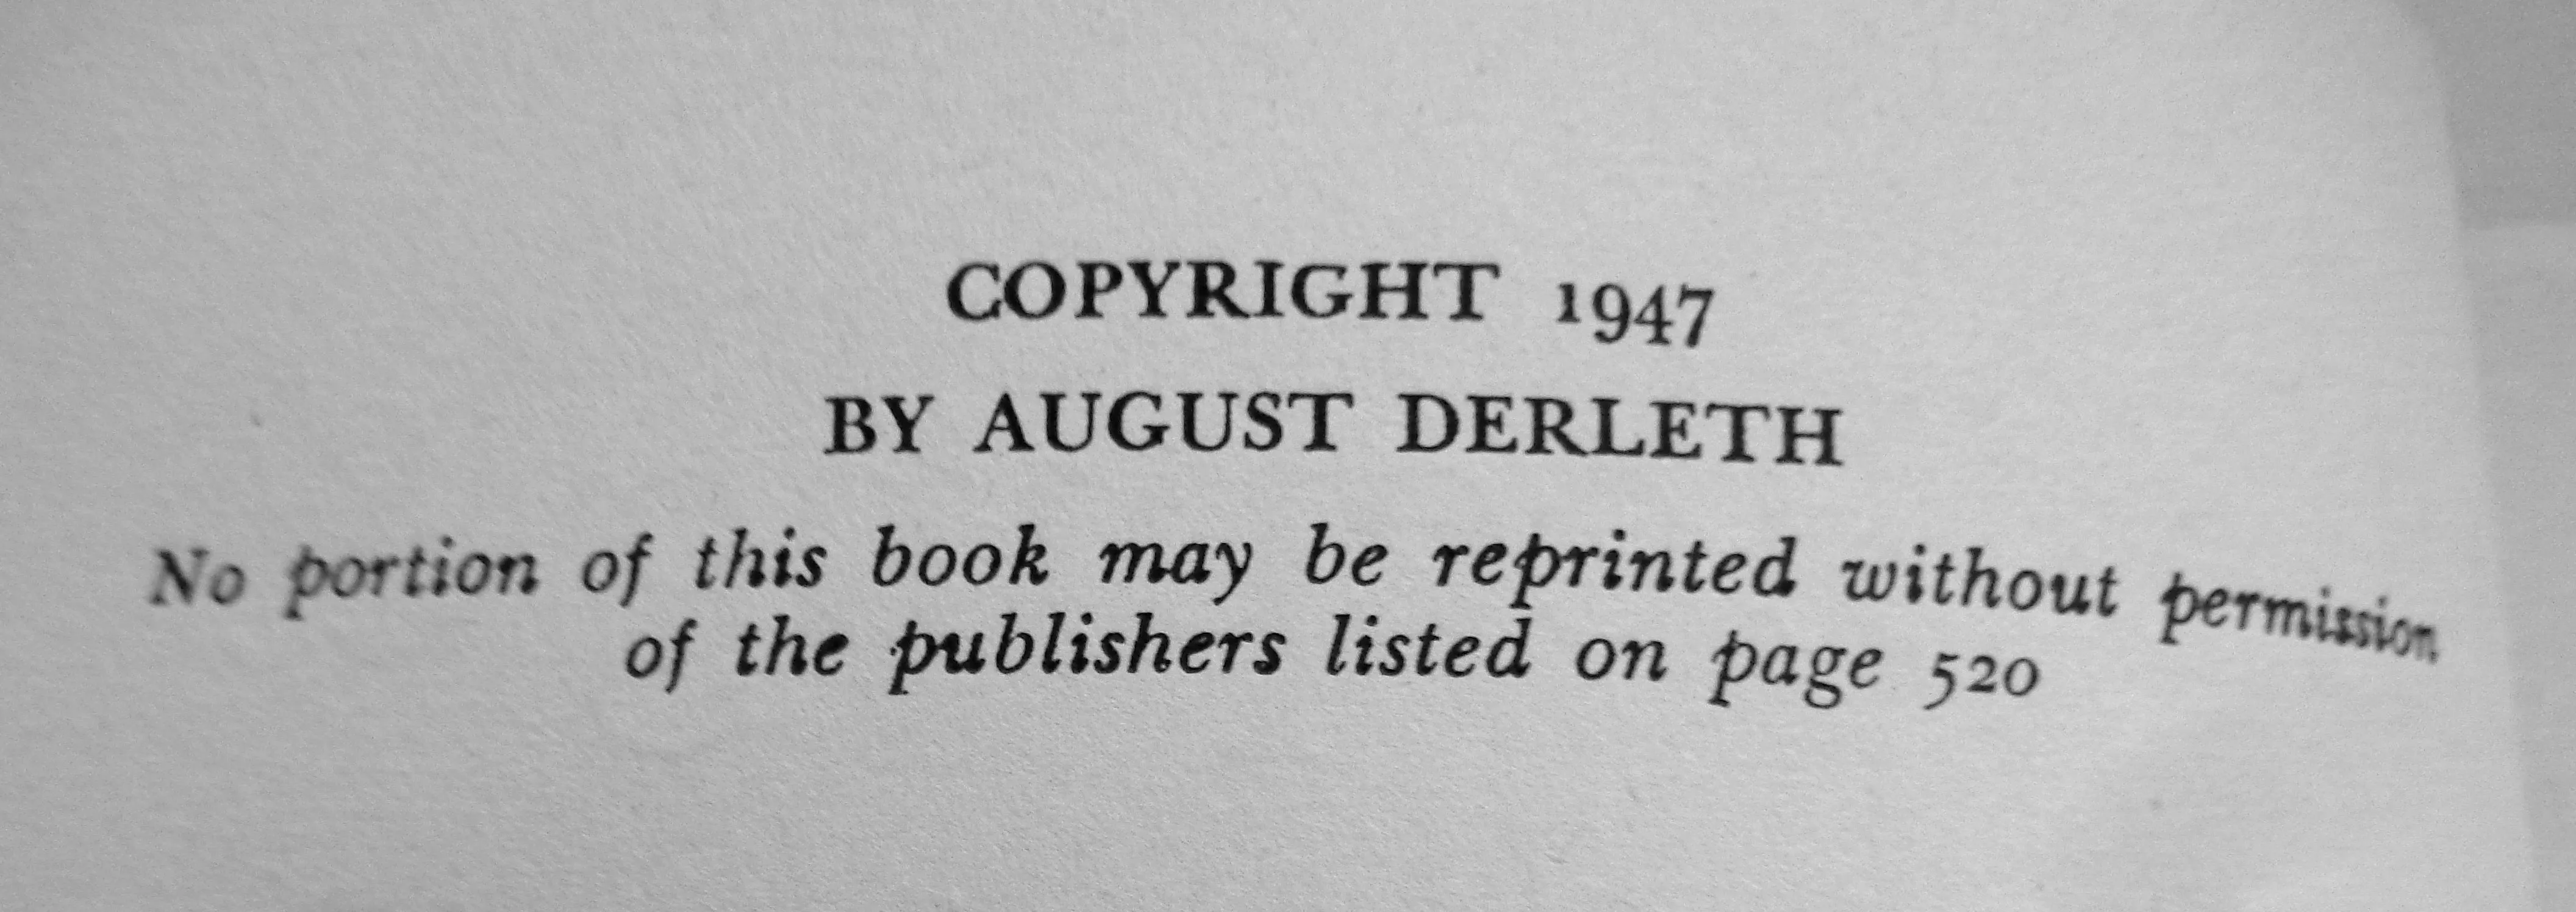 COPYRIGHT 1947
BY AUGUST DERLETH
No portion of this book may be reprinted without permission
of the publishers listed on page 520